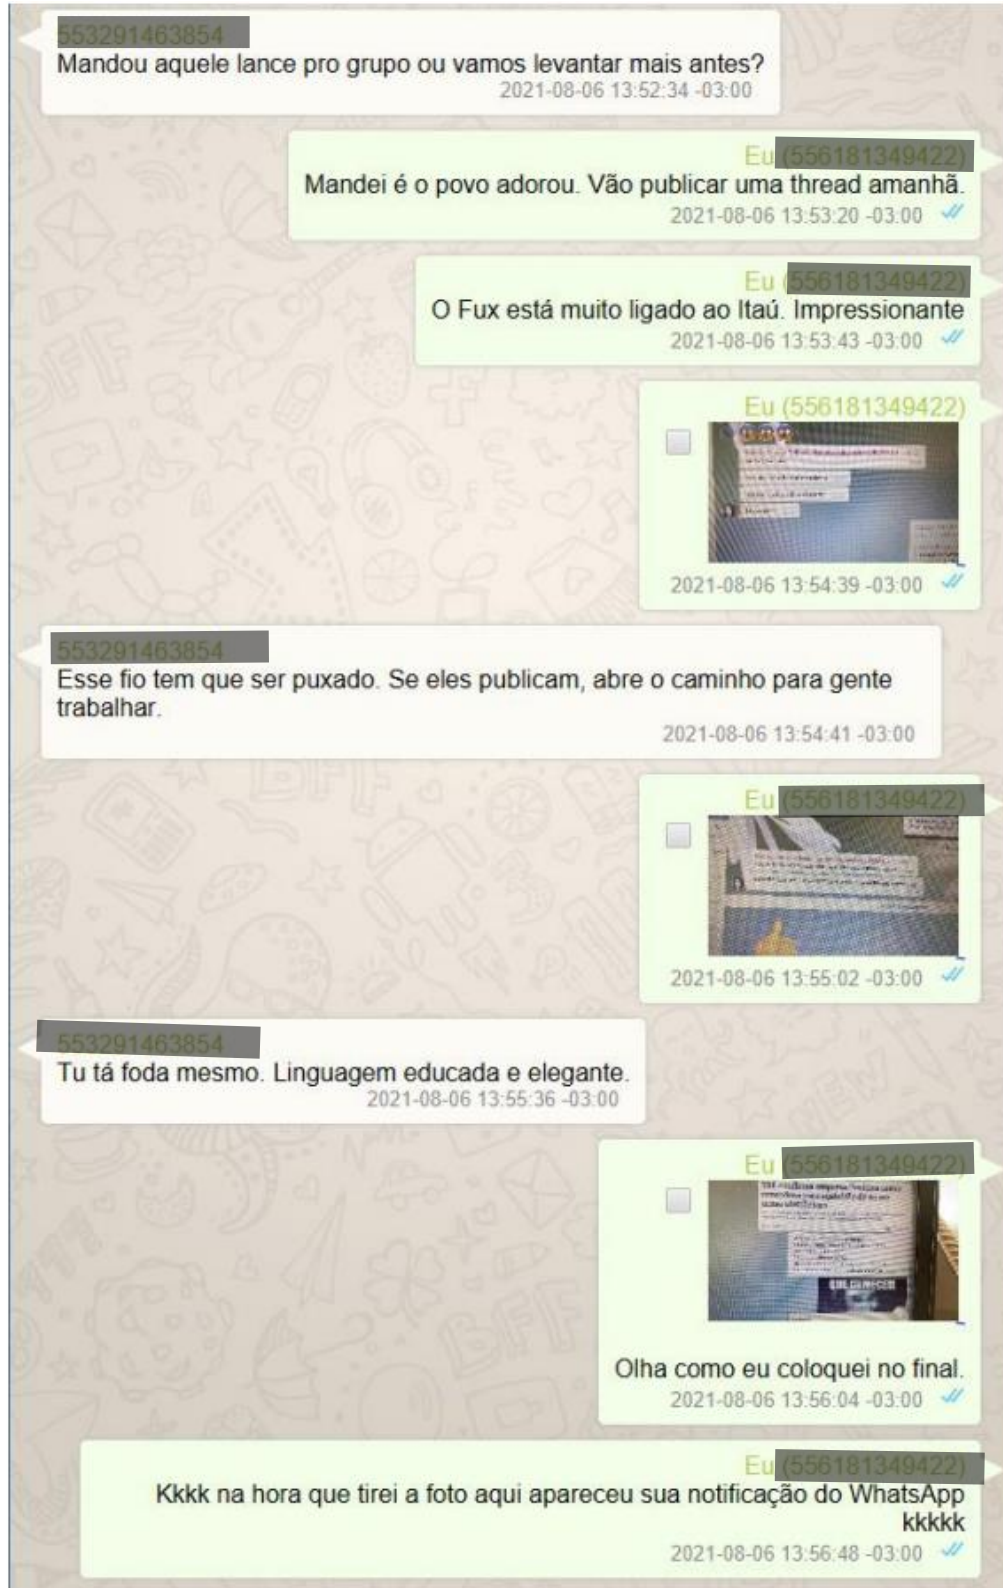 Mandou aquele lance pro grupo ou vamos levantar mais antes?
2021-08-06 13:52:34 -03:00
Eu
Mandei é o povo adorou. Vão publicar uma thread amanhã.
2021-08-06 13:53:20 -03:00
Eu
O Fux está muito ligado ao Itaú. Impressionante
2021-08-06 13:53:43 -03:00
Eu (556181349422)
2021-08-06 13:54:39 -03:00
Esse fio tem que ser puxado. Se eles publicam, abre o caminho para gente
trabalhar.
2021-08-06 13:54:41 -03:00
Eu
2021-08-06 13:55:02 -03:00
Tu tá foda mesmo. Linguagem educada e elegante.
2021-08-06 13:55:36 -03:00
Eu
Olha como eu coloquei no final.
2021-08-06 13:56:04 -03:00
Eu
Kkkk na hora que tirei a foto aqui apareceu sua notificação do WhatsApp
kkkkk
2021-08-06 13:56:48 -03:00